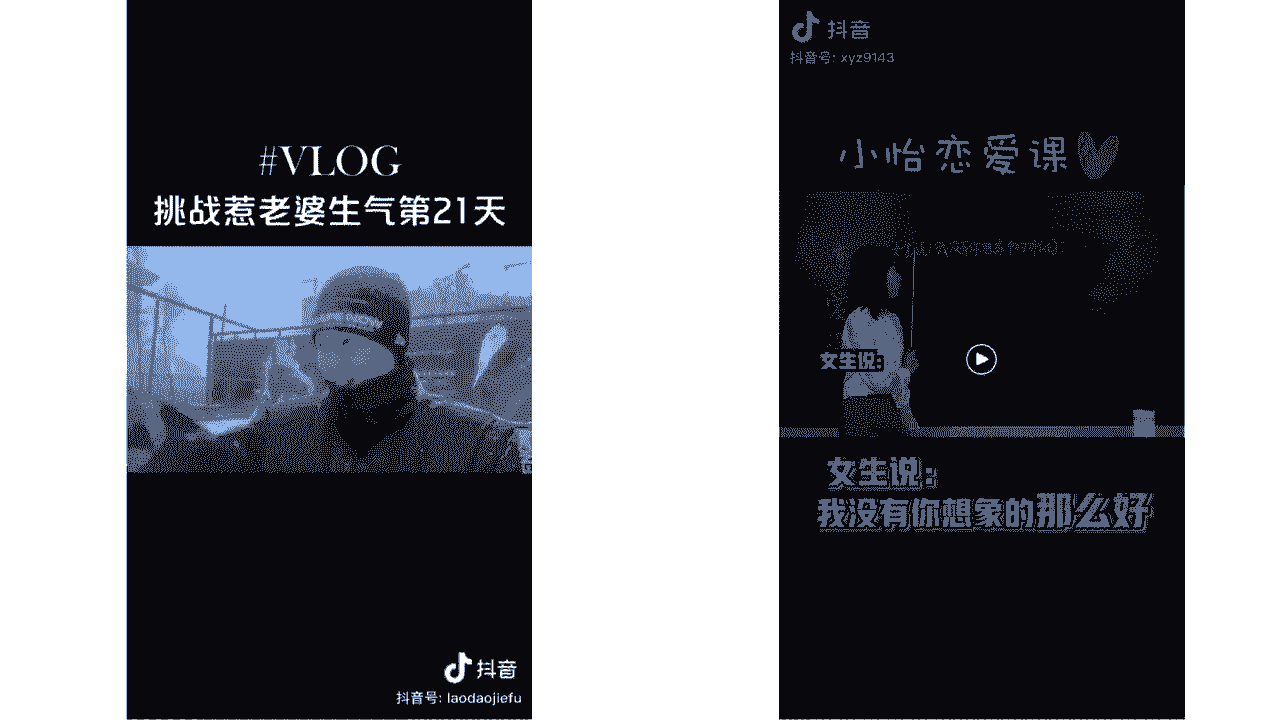 #VLOG
挑战惹老婆生气第21天
抖音
抖音号: laodaojiefu
抖音
抖音号: xyz9143
小怡恋爱课
女生说:
女生说:
我没有你想象的那么好